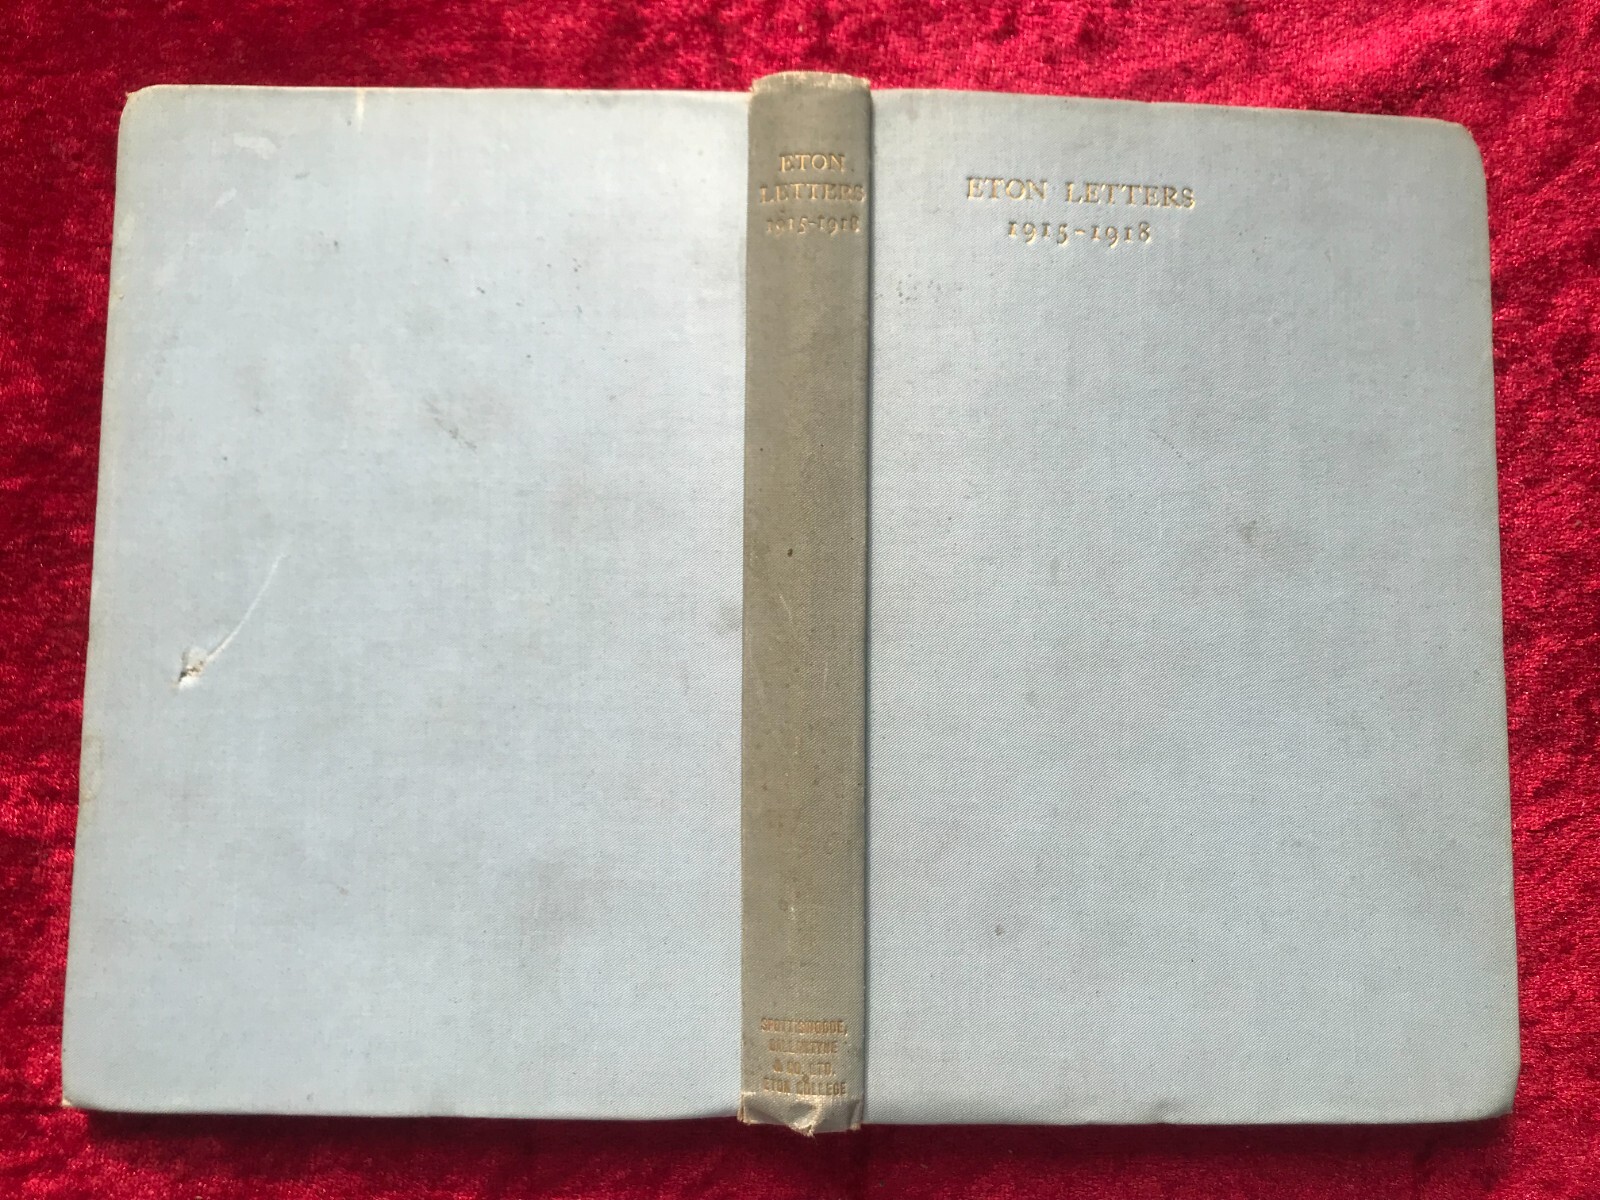 ETON
LETTERS
1915-1918
SPOTTISWOODE,
BALLANTYNE
& CO. LTD.
ETON COLLEGE
ETON LETTERS
1915-1918